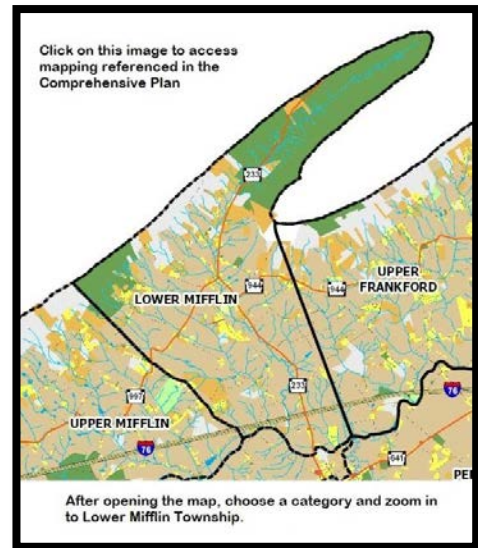 Click on this image to access
mapping referenced in the
Comprehensive Plan
233
UPPER
FRANKFORD
944
944
LOWER MIFFLIN
997
233
UPPER MIFFLIN
76
76
641
PE
After opening the map, choose a category and zoom in
to Lower Mifflin Township.